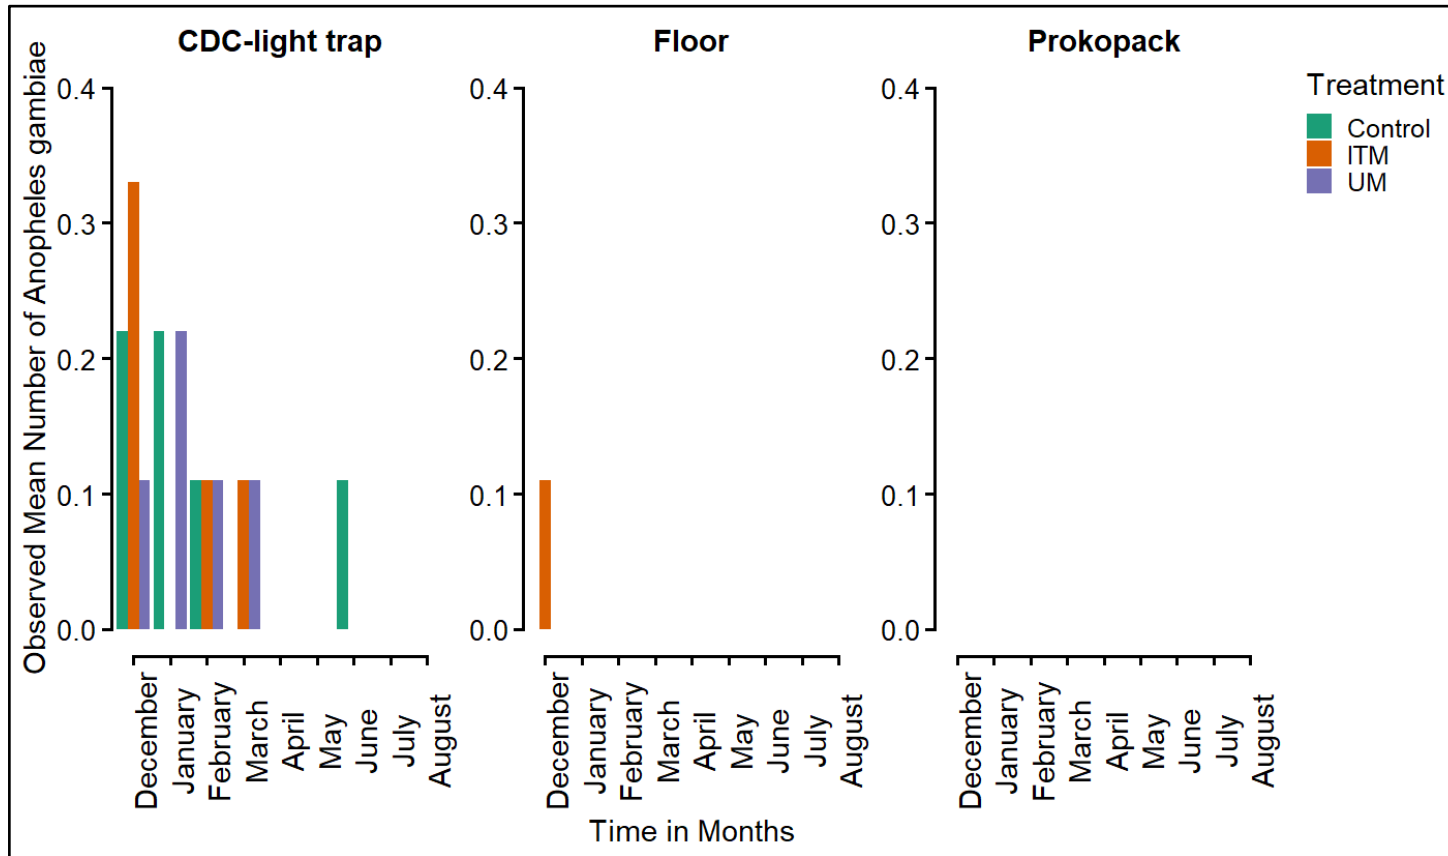 CDC-light trap
Floor
Prokopack
Observed Mean Number of Anopheles gambiae
0.4
0.3
0.2
0.1
0.0
December
January
February
March
April
May
June
July
August
0.4
0.3
0.2
0.1
0.0
December
January
February
March
April
May
June
July
August
0.4
0.3
0.2
0.1
0.0
December
January
February
March
April
May
June
July
August
Time in Months
Treatment
Control
ITM
UM